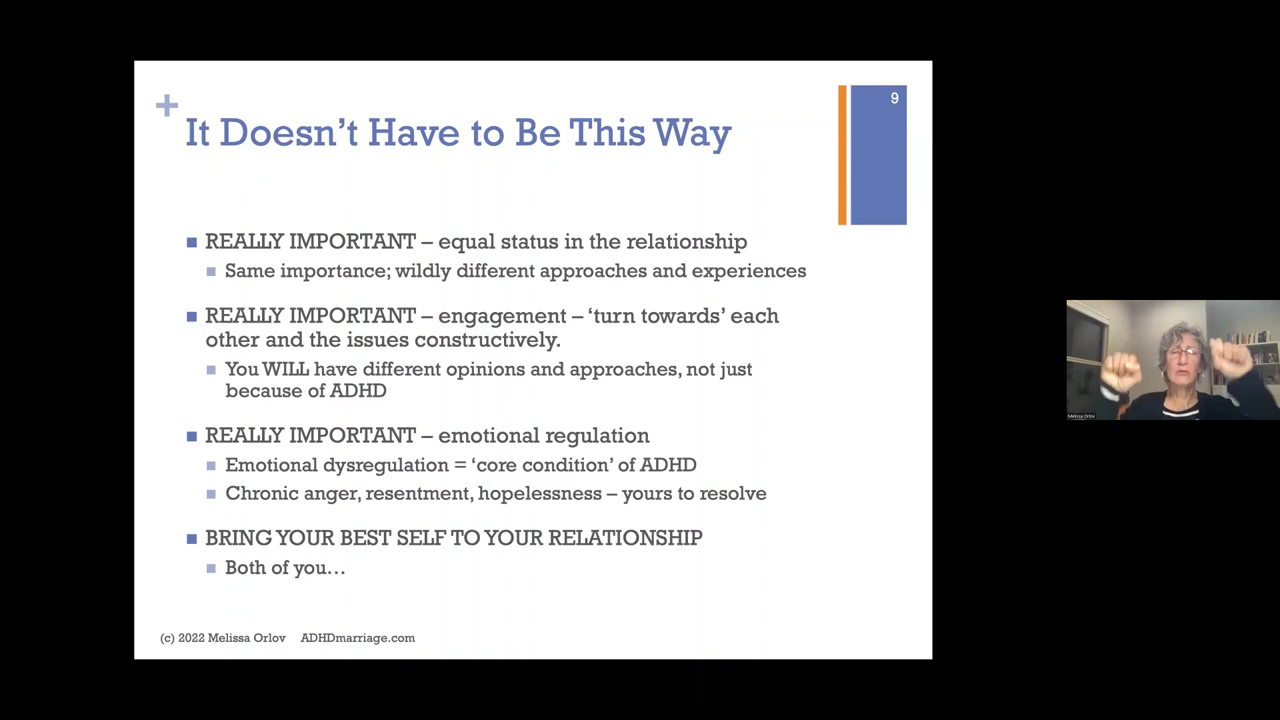 +
9
It Doesn't Have to Be This Way
■ REALLY IMPORTANT – equal status in the relationship
■ Same importance; wildly different approaches and experiences
■ REALLY IMPORTANT – engagement – ‘turn towards’ each
other and the issues constructively.
■ You WILL have different opinions and approaches, not just
because of ADHD
■ REALLY IMPORTANT – emotional regulation
■ Emotional dysregulation = ‘core condition’ of ADHD
■ Chronic anger, resentment, hopelessness – yours to resolve
■ BRING YOUR BEST SELF TO YOUR RELATIONSHIP
■ Both of you…
(c) 2022 Melissa Orlov ADHDmarriage.com
Melissa Orlov